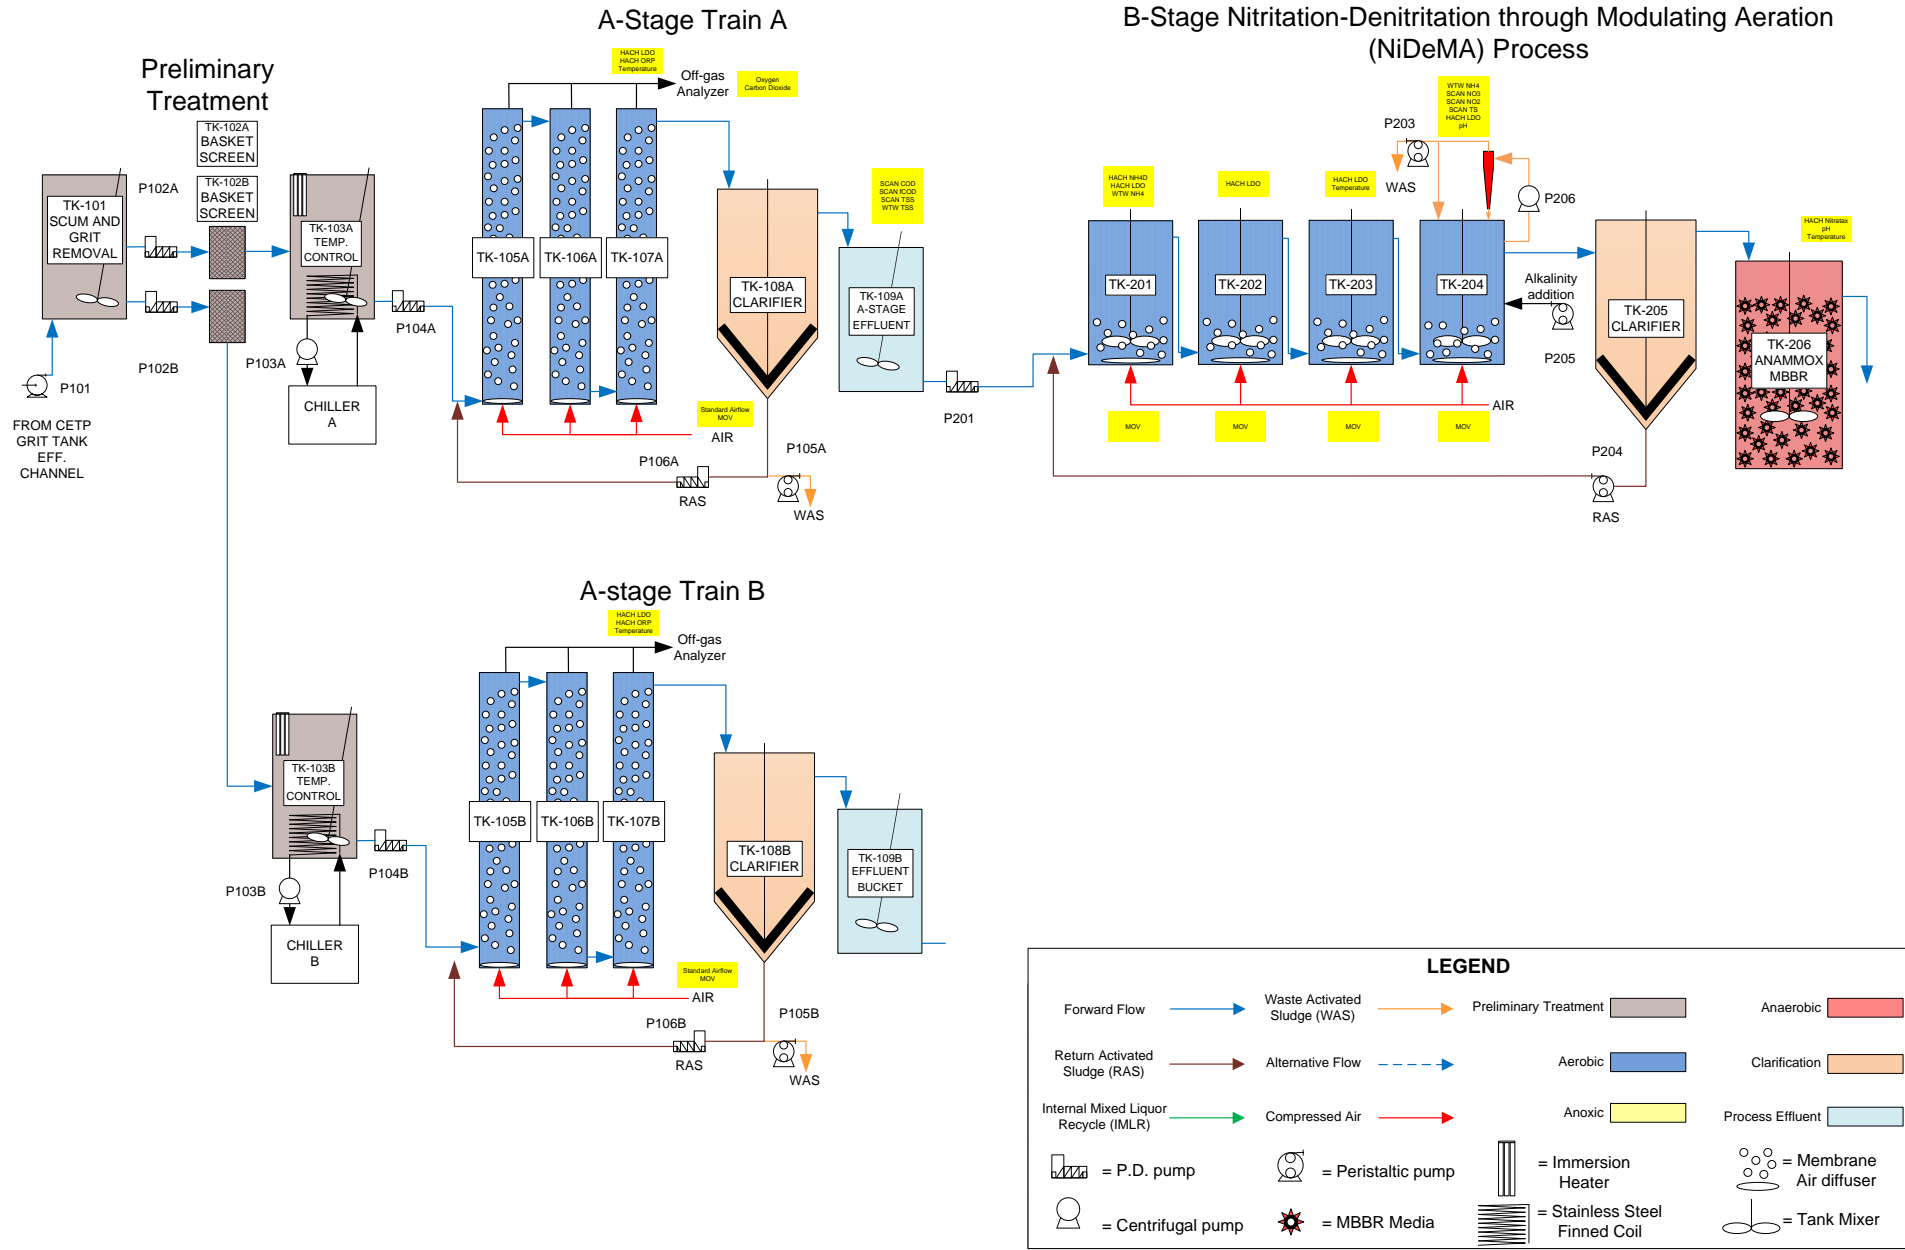 A-Stage Train A
B-Stage Nitritation-Denitritation through Modulating Aeration
(NiDeMA) Process
Preliminary
Treatment
TK-102A
BASKET
SCREEN
TK-102B
BASKET
SCREEN
P102A
P102B
TK-101
SCUM AND
GRIT
REMOVAL
P101
FROM CETP
GRIT TANK
EFF.
CHANNEL
TK-103A
TEMP.
CONTROL
P103A
CHILLER
A
P104A
HACH LDO
HACH ORP
Temperature
Off-gas
Analyzer
Oxygen
Carbon Dioxide
TK-105A
TK-106A
TK-107A
Standard Airflow
MOV
AIR
TK-108A
CLARIFIER
P106A
RAS
P105A
WAS
SCAN COD
SCAN fCOD
SCAN TSS
WTW TSS
TK-109A
A-STAGE
EFFLUENT
P201
HACH NH4D
HACH LDO
WTW NH4
HACH LDO
HACH LDO
Temperature
WTW NH4
SCAN NO3
SCAN NO2
SCAN TS
HACH LDO
pH
P203
WAS
P206
TK-201
TK-202
TK-203
TK-204
Alkalinity
addition
P205
AIR
MOV
MOV
MOV
MOV
TK-205
CLARIFIER
P204
RAS
HACH Nitratax
pH
Temperature
TK-206
ANAMMOX
MBBR
A-stage Train B
HACH LDO
HACH ORP
Temperature
Off-gas
Analyzer
TK-103B
TEMP.
CONTROL
P103B
CHILLER
B
P104B
TK-105B
TK-106B
TK-107B
Standard Airflow
MOV
AIR
TK-108B
CLARIFIER
P106B
RAS
P105B
WAS
TK-109B
EFFLUENT
BUCKET
LEGEND
Forward Flow
Waste Activated
Sludge (WAS)
Preliminary Treatment
Anaerobic
Return Activated
Sludge (RAS)
Alternative Flow
Aerobic
Clarification
Internal Mixed Liquor
Recycle (IMLR)
Compressed Air
Anoxic
Process Effluent
= P.D. pump
= Peristaltic pump
= Immersion
Heater
= Membrane
Air diffuser
= Centrifugal pump
= MBBR Media
= Stainless Steel
Finned Coil
= Tank Mixer